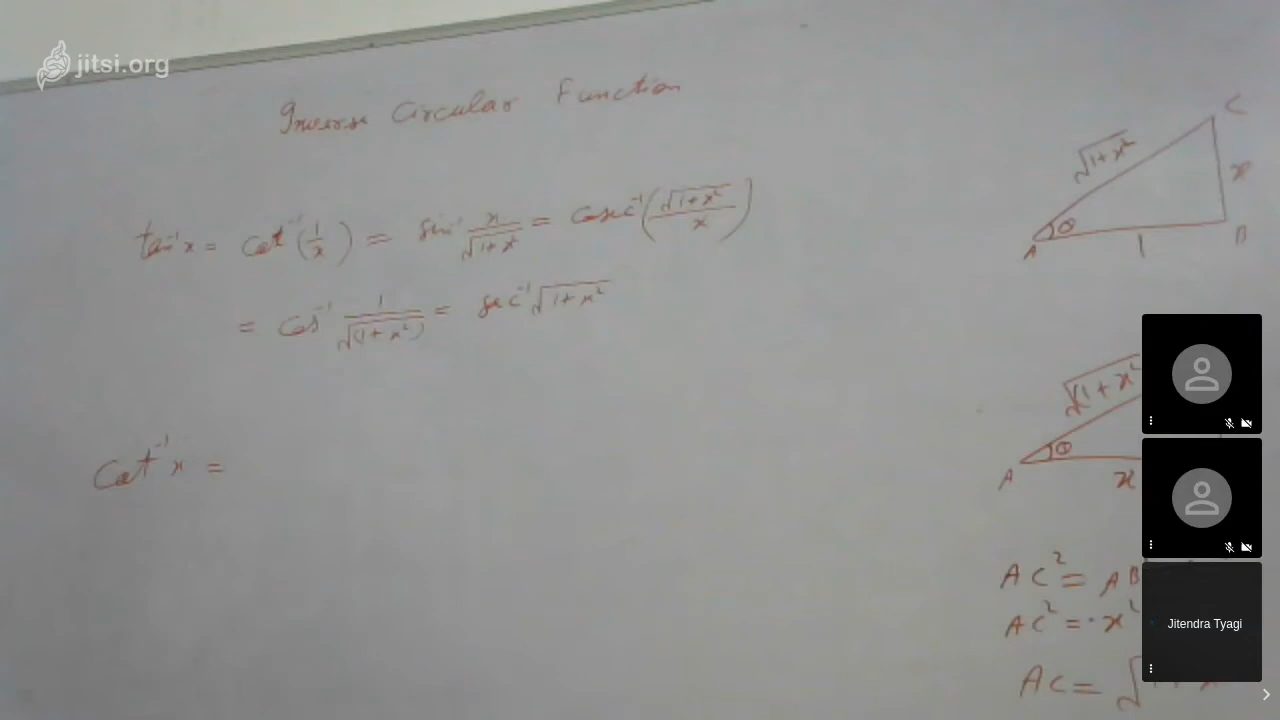 jitsi.org
Inverse Circular Function
tan⁻¹x = cot⁻¹(1/x) = sin⁻¹ x/√1+x² = cosec⁻¹(√1+x²/x)
= cos⁻¹ 1/√(1+x²) = sec⁻¹√1+x²
cot⁻¹x =
C
√1+x²
x
θ
A
1
B
√(1+x²
θ
A
x
AC² = AB
AC² = x²
AC = √
Jitendra Tyagi